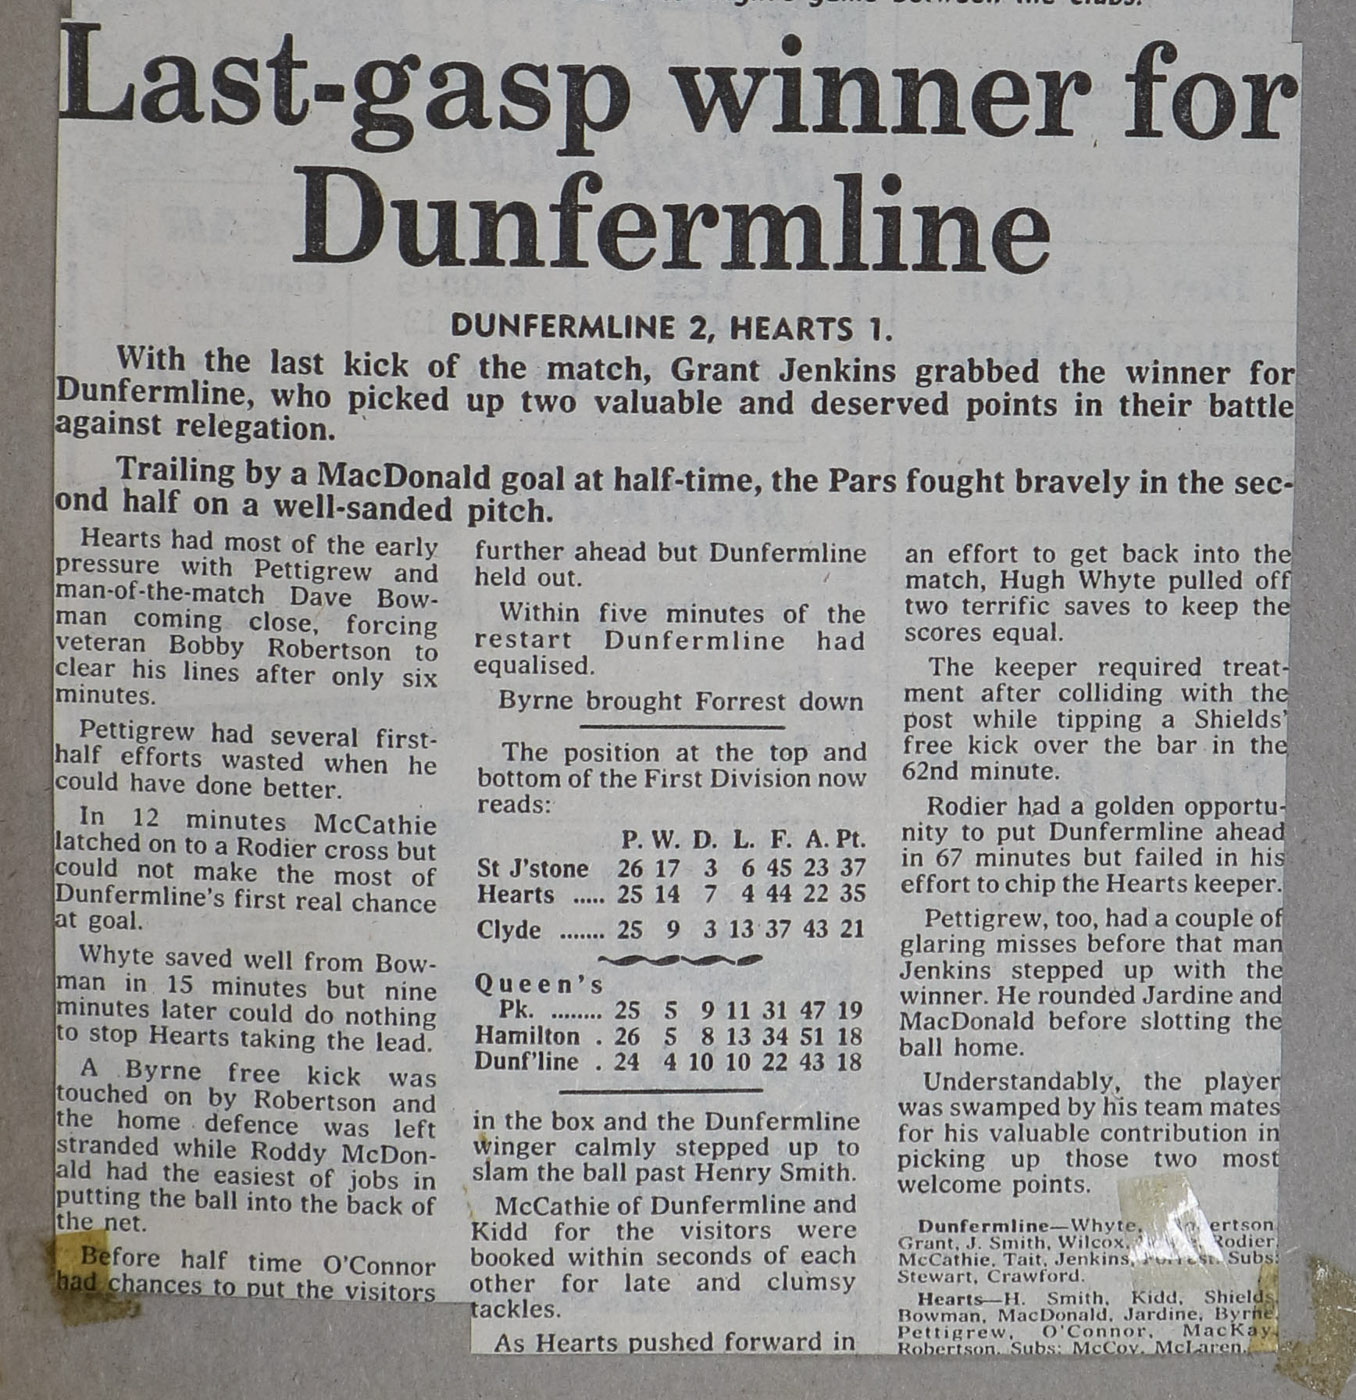 Last-gasp winner for
Dunfermline
DUNFERMLINE 2, HEARTS 1.
With the last kick of the match, Grant Jenkins grabbed the winner for
Dunfermline, who picked up two valuable and deserved points in their battle
against relegation.
Trailing by a MacDonald goal at half-time, the Pars fought bravely in the sec-
ond half on a well-sanded pitch.
Hearts had most of the early
pressure with Pettigrew and
man-of-the-match Dave Bow-
man coming close, forcing
veteran Bobby Robertson to
clear his lines after only six
minutes.
Pettigrew had several first-
half efforts wasted when he
could have done better.
In 12 minutes McCathie
latched on to a Rodier cross but
could not make the most of
Dunfermline's first real chance
at goal.
Whyte saved well from Bow-
man in 15 minutes but nine
minutes later could do nothing
to stop Hearts taking the lead.
A Byrne free kick was
touched on by Robertson and
the home defence was left
stranded while Roddy McDon-
ald had the easiest of jobs in
putting the ball into the back of
the net.
Before half time O'Connor
had chances to put the visitors
further ahead but Dunfermline
held out.
Within five minutes of the
restart Dunfermline had
equalised.
Byrne brought Forrest down
The position at the top and
bottom of the First Division now
reads:
P. W. D. L. F. A. Pt.
St J'stone 26 17 3 6 45 23 37
Hearts ..... 25 14 7 4 44 22 35
Clyde ....... 25 9 3 13 37 43 21
Queen's
Pk. ........ 25 5 9 11 31 47 19
Hamilton . 26 5 8 13 34 51 18
Dunf'line . 24 4 10 10 22 43 18
in the box and the Dunfermline
winger calmly stepped up to
slam the ball past Henry Smith.
McCathie of Dunfermline and
Kidd for the visitors were
booked within seconds of each
other for late and clumsy
tackles.
As Hearts pushed forward in
an effort to get back into the
match, Hugh Whyte pulled off
two terrific saves to keep the
scores equal.
The keeper required treat-
ment after colliding with the
post while tipping a Shields'
free kick over the bar in the
62nd minute.
Rodier had a golden opportu-
nity to put Dunfermline ahead
in 67 minutes but failed in his
effort to chip the Hearts keeper.
Pettigrew, too, had a couple of
glaring misses before that man
Jenkins stepped up with the
winner. He rounded Jardine and
MacDonald before slotting the
ball home.
Understandably, the player
was swamped by his team mates
for his valuable contribution in
picking up those two most
welcome points.
Dunfermline—Whyte,
Grant, J. Smith, Wilcox, Rodier,
McCathie, Tait, Jenkins, Forrest. Subs:
Stewart, Crawford.
Hearts—H. Smith, Kidd, Shields,
Bowman, MacDonald, Jardine, Byrne,
Pettigrew, O'Connor, MacKay,
Robertson. Subs: McCoy, McLaren.